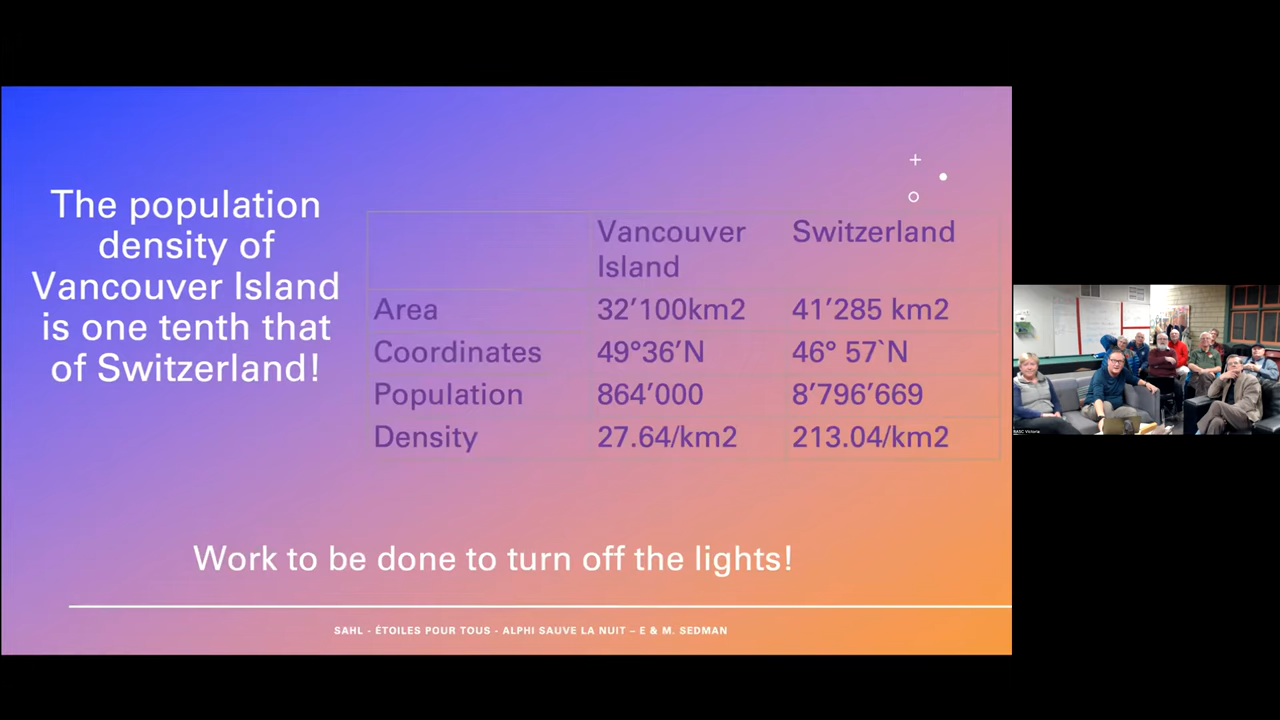 The population
density of
Vancouver Island
is one tenth that
of Switzerland!
Vancouver Island Switzerland
Area 32’100km2 41’285 km2
Coordinates 49°36’N 46° 57`N
Population 864’000 8’796’669
Density 27.64/km2 213.04/km2
Work to be done to turn off the lights!
SAHL - ÉTOILES POUR TOUS - ALPHI SAUVE LA NUIT – E & M. SEDMAN
RASC Victoria